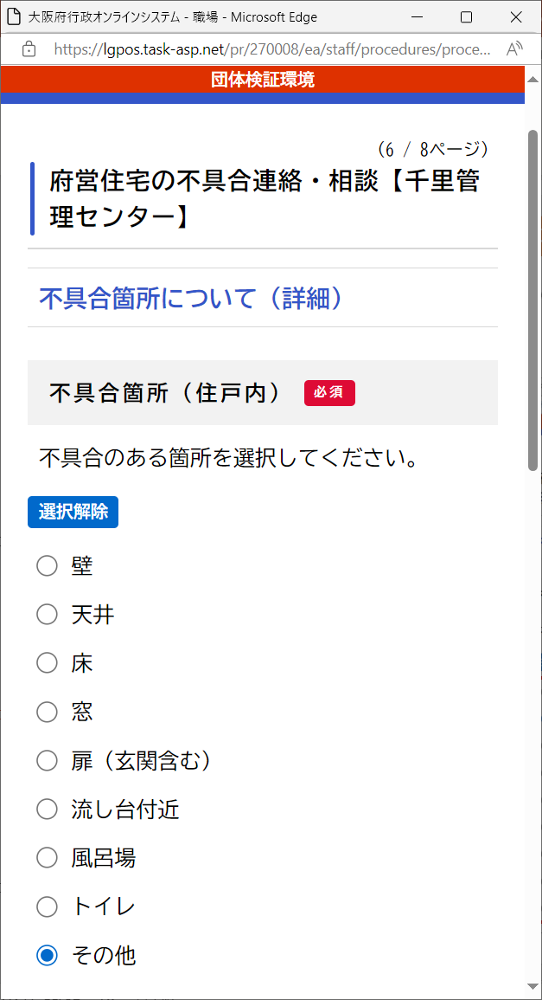 大阪府行政オンラインシステム - 職場 - Microsoft Edge
https://lgpos.task-asp.net/pr/270008/ea/staff/procedures/proce...
団体検証環境
（6 / 8ページ）
府営住宅の不具合連絡・相談【千里管
理センター】
不具合箇所について（詳細）
不具合箇所（住戸内） 必須
不具合のある箇所を選択してください。
選択解除
壁
天井
床
窓
扉（玄関含む）
流し台付近
風呂場
トイレ
その他